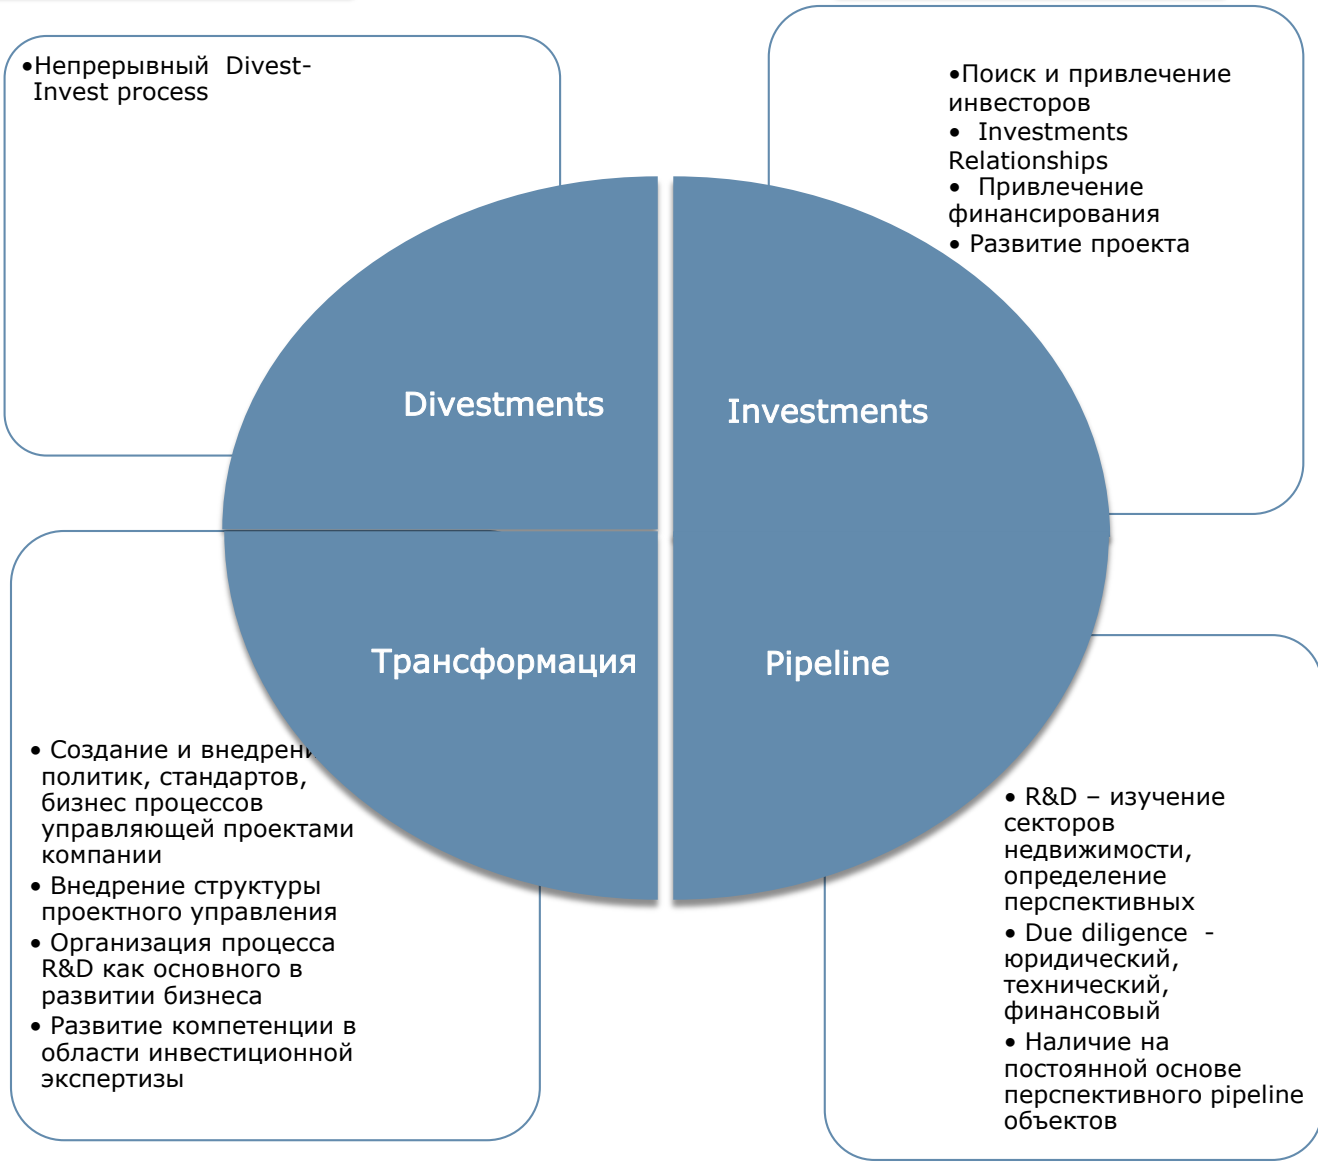 •Непрерывный Divest-
Invest process
•Поиск и привлечение
инвесторов
• Investments
Relationships
• Привлечение
финансирования
• Развитие проекта
Divestments
Investments
Трансформация
Pipeline
• Создание и внедрени
политик, стандартов,
бизнес процессов
управляющей проектами
компании
• Внедрение структуры
проектного управления
• Организация процесса
R&D как основного в
развитии бизнеса
• Развитие компетенции в
области инвестиционной
экспертизы
• R&D – изучение
секторов
недвижимости,
определение
перспективных
• Due diligence -
юридический,
технический,
финансовый
• Наличие на
постоянной основе
перспективного pipeline
объектов